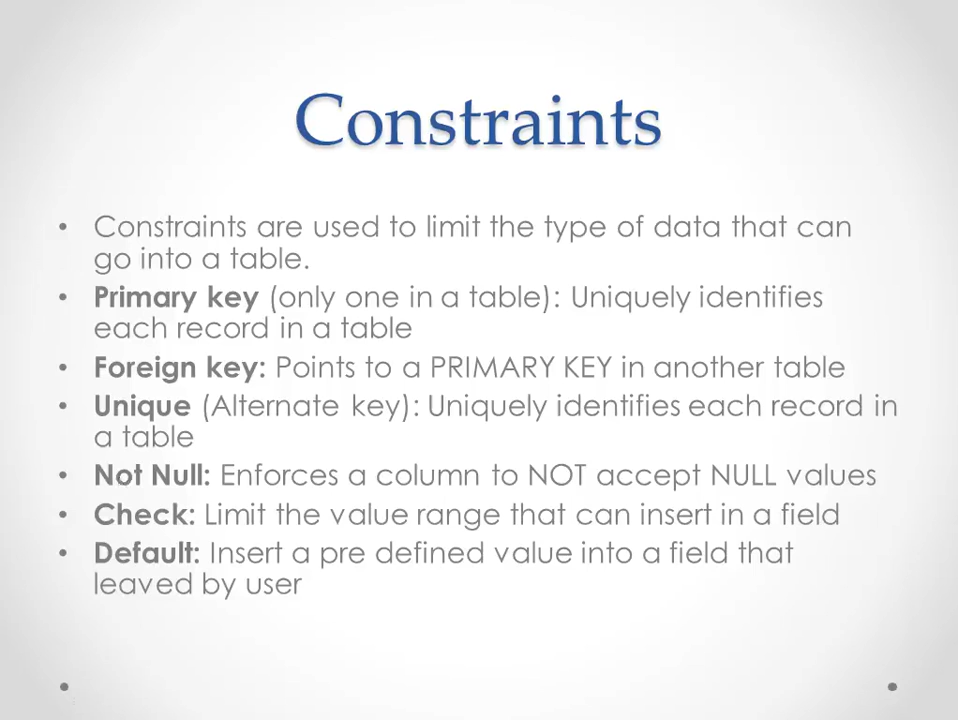 Constraints
• Constraints are used to limit the type of data that can
go into a table.
• Primary key (only one in a table): Uniquely identifies
each record in a table
• Foreign key: Points to a PRIMARY KEY in another table
• Unique (Alternate key): Uniquely identifies each record in
a table
• Not Null: Enforces a column to NOT accept NULL values
• Check: Limit the value range that can insert in a field
• Default: Insert a pre defined value into a field that
leaved by user